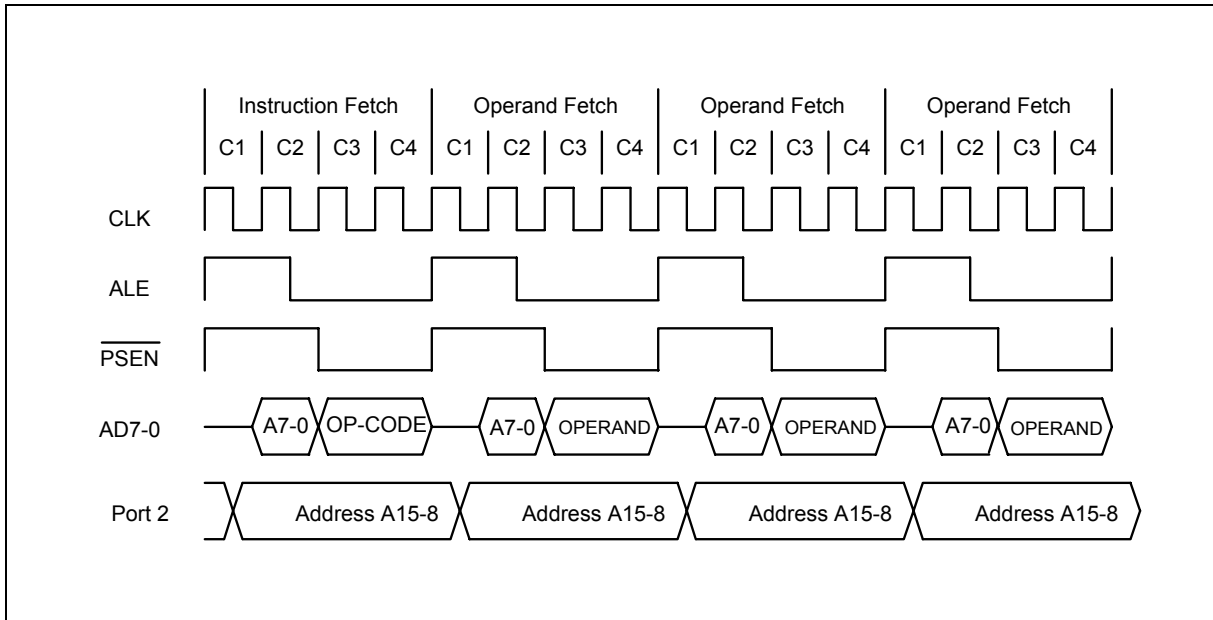 Instruction Fetch Operand Fetch Operand Fetch Operand Fetch
C1 C2 C3 C4 C1 C2 C3 C4 C1 C2 C3 C4 C1 C2 C3 C4
CLK
ALE
PSEN
AD7-0 A7-0 OP-CODE A7-0 OPERAND A7-0 OPERAND A7-0 OPERAND
Port 2 Address A15-8 Address A15-8 Address A15-8 Address A15-8